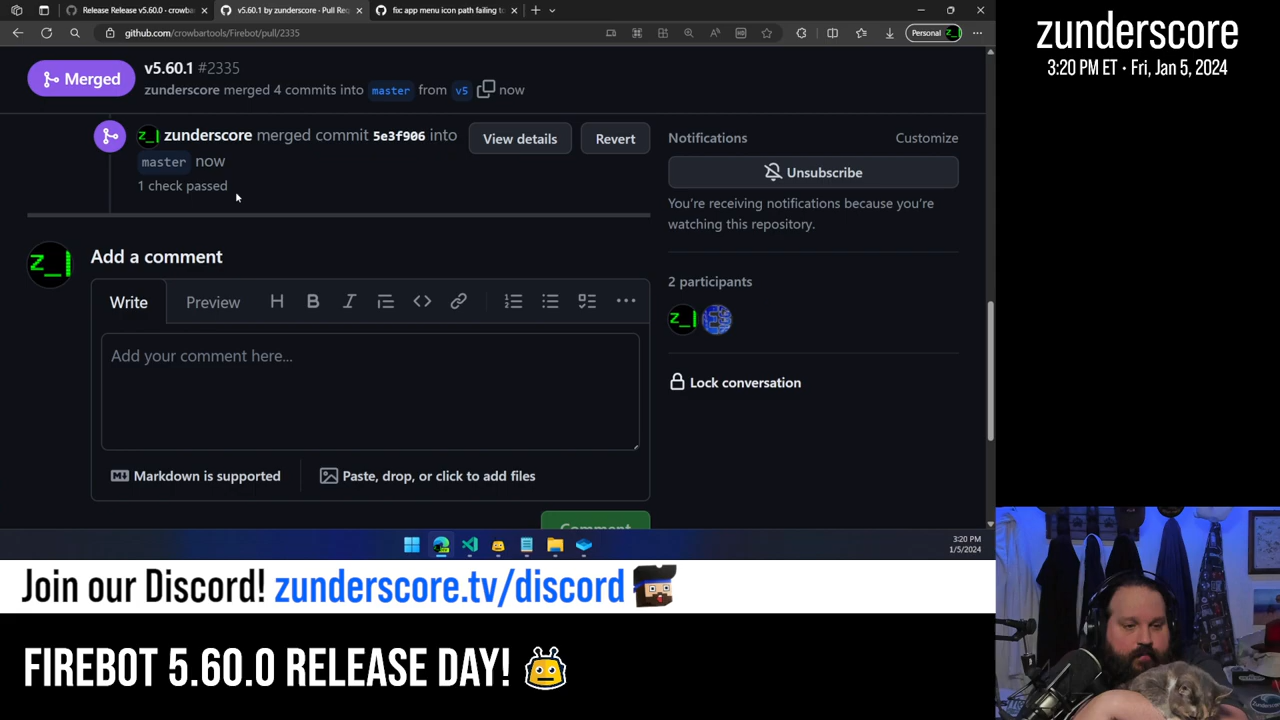 Release Release v5.60.0 · crowba
v5.60.1 by zunderscore · Pull Req
fix: app menu icon path failing to
github.com/crowbartools/Firebot/pull/2335
Personal
Merged
v5.60.1 #2335
zunderscore merged 4 commits into master from v5 now
zunderscore merged commit 5e3f906 into
master now
1 check passed
View details
Revert
Notifications
Customize
Unsubscribe
You're receiving notifications because you're
watching this repository.
Add a comment
Write
Preview
Add your comment here...
Markdown is supported
Paste, drop, or click to add files
Comment
2 participants
Lock conversation
3:20 PM
1/5/2024
zunderscore
3:20 PM ET · Fri, Jan 5, 2024
Join our Discord! zunderscore.tv/discord
FIREBOT 5.60.0 RELEASE DAY!